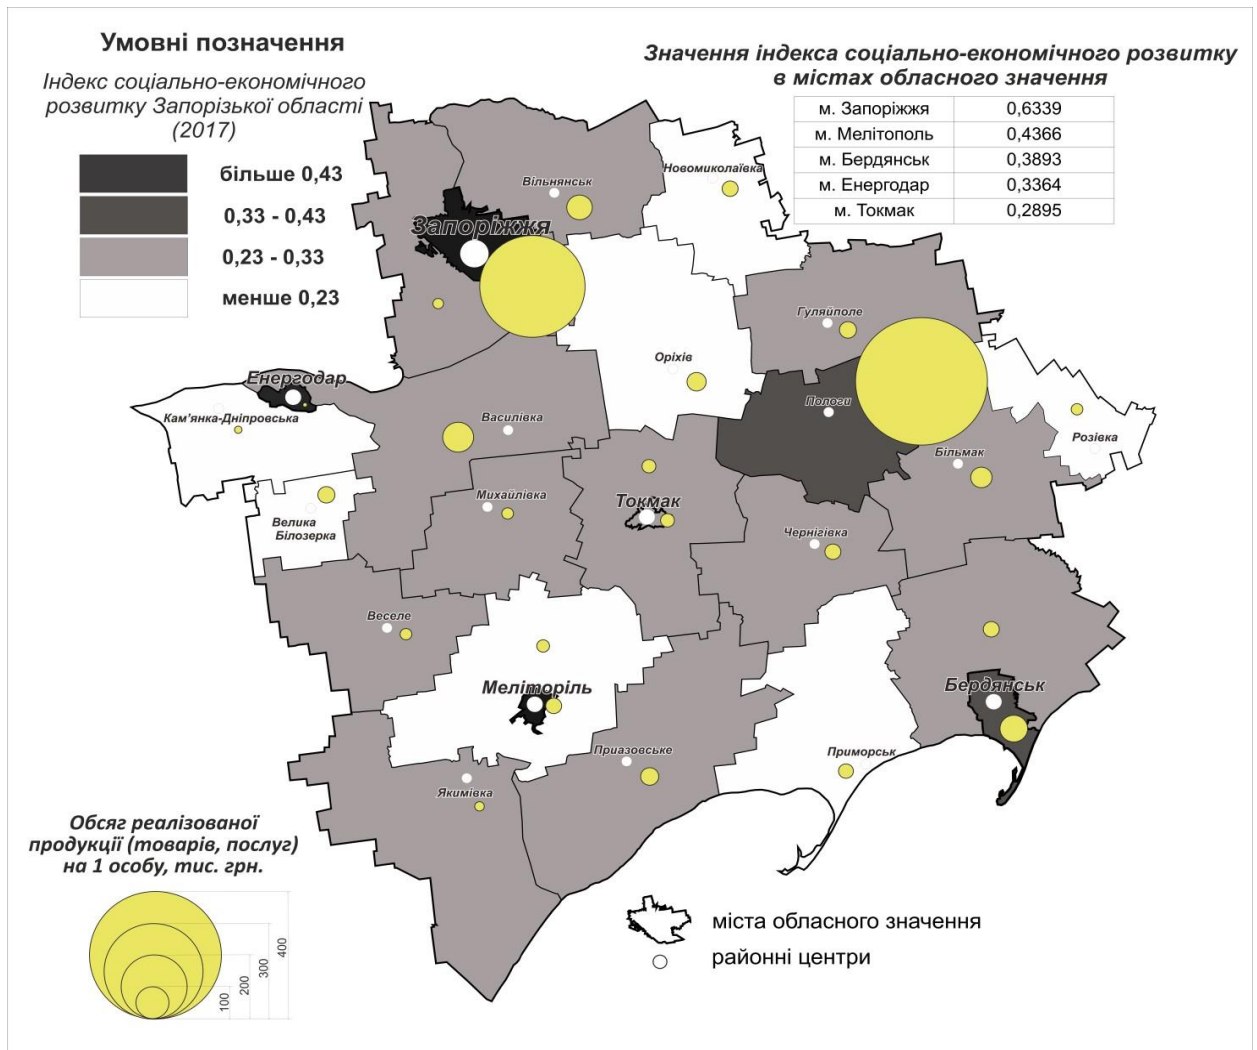 Умовні позначення
Індекс соціально-економічного
розвитку Запорізької області
(2017)
більше 0,43
0,33 - 0,43
0,23 - 0,33
менше 0,23
Значення індекса соціально-економічного розвитку
в містах обласного значення
м. Запоріжжя 0,6339
м. Мелітополь 0,4366
м. Бердянськ 0,3893
м. Енергодар 0,3364
м. Токмак 0,2895
Новомиколаївка
Вільнянськ
Запоріжжя
Гуляйполе
Оріхів
Енергодар
Кам'янка-Дніпровська
Василівка
Пологи
Розівка
Більмак
Михайлівка
Токмак
Велика
Білозерка
Чернігівка
Веселе
Меліторіль
Бердянськ
Приазовське
Приморськ
Якимівка
Обсяг реалізованої
продукції (товарів, послуг)
на 1 особу, тис. грн.
100
200
300
400
міста обласного значення
районні центри